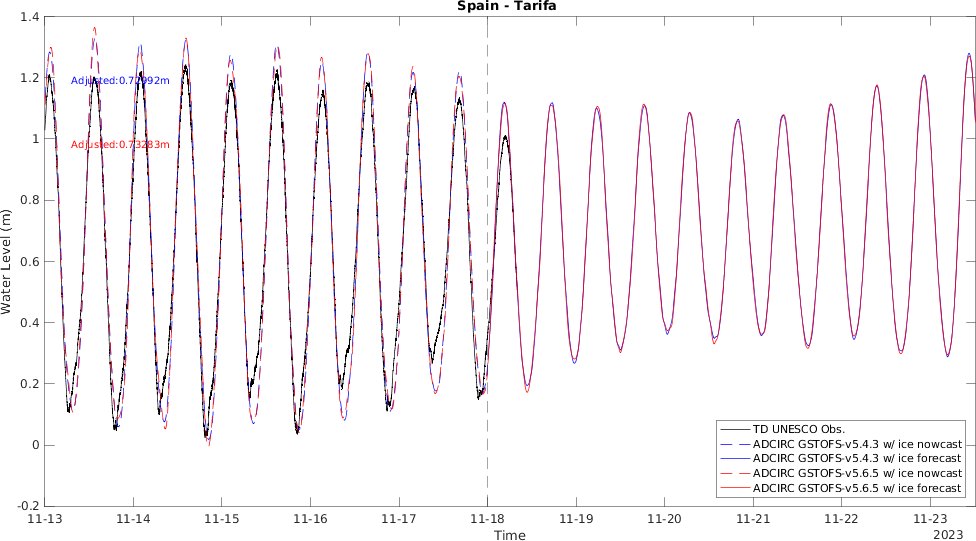 Spain - Tarifa
1.4
1.2
1
0.8
0.6
0.4
0.2
0
-0.2
Water Level (m)
Adjusted:0.72992m
Adjusted:0.73283m
TD UNESCO Obs.
ADCIRC GSTOFS-v5.4.3 w/ ice nowcast
ADCIRC GSTOFS-v5.4.3 w/ ice forecast
ADCIRC GSTOFS-v5.6.5 w/ ice nowcast
ADCIRC GSTOFS-v5.6.5 w/ ice forecast
11-13 11-14 11-15 11-16 11-17 11-18 11-19 11-20 11-21 11-22 11-23
Time
2023